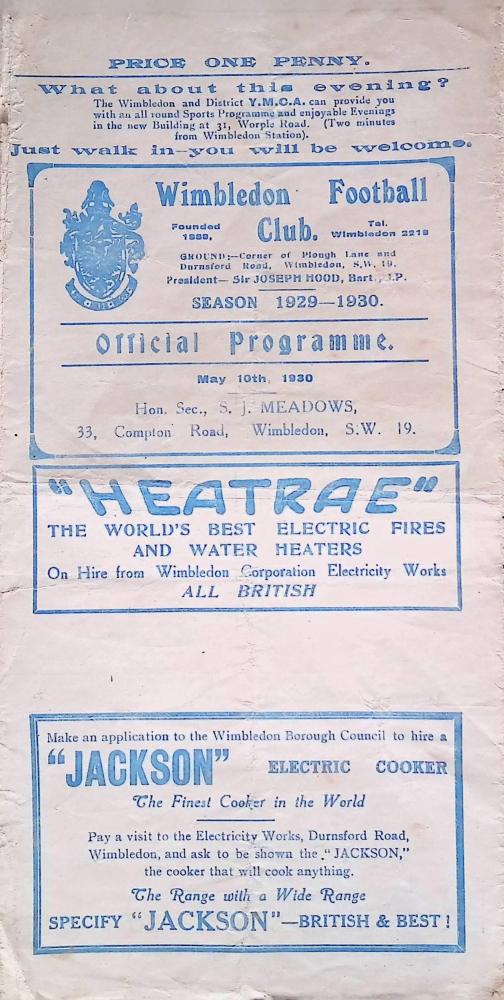 PRICE ONE PENNY.
What about this evening?
The Wimbledon and District Y.M.C.A. can provide you
with an all round Sports Programme and enjoyable Evenings
in the new Building at 31, Worple Road. (Two minutes
from Wimbledon Station).
Just walk in—you will be welcome.
Wimbledon Football
Club.
Founded
1889,
Tel.
Wimbledon 2219
GROUND:—Corner of Plough Lane and
Durnsford Road, Wimbledon, S.W. 19,
President— Sir JOSEPH HOOD, Bart., J.P.
SEASON 1929—1930.
Official Programme.
May 10th, 1930
Hon. Sec., S. J. MEADOWS,
33, Compton Road, Wimbledon, S.W. 19.
"HEATRAE"
THE WORLD'S BEST ELECTRIC FIRES
AND WATER HEATERS
On Hire from Wimbledon Corporation Electricity Works
ALL BRITISH
Make an application to the Wimbledon Borough Council to hire a
"JACKSON" ELECTRIC COOKER
The Finest Cooker in the World
Pay a visit to the Electricity Works, Durnsford Road,
Wimbledon, and ask to be shown the "JACKSON,"
the cooker that will cook anything.
The Range with a Wide Range
SPECIFY "JACKSON"—BRITISH & BEST!